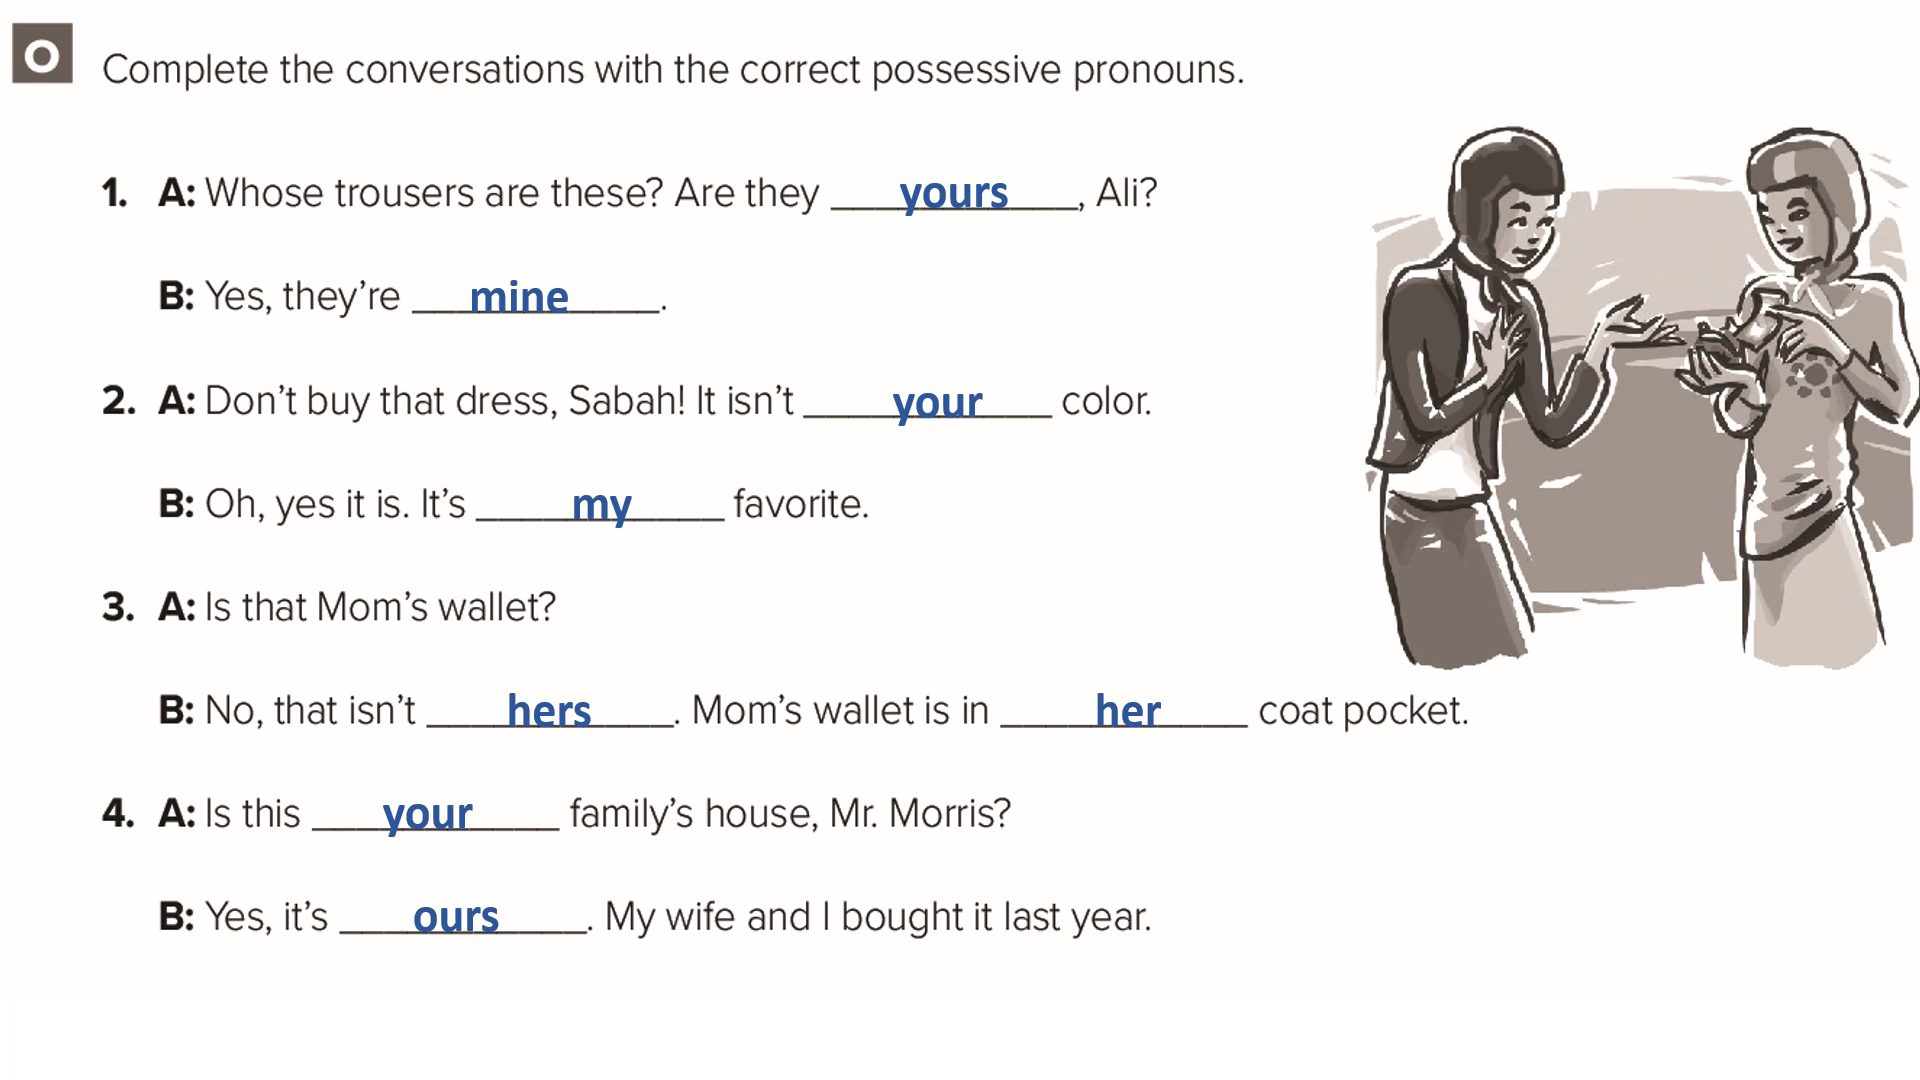 O Complete the conversations with the correct possessive pronouns.
1. A: Whose trousers are these? Are they yours, Ali?
B: Yes, they're mine.
2. A: Don't buy that dress, Sabah! It isn't your color.
B: Oh, yes it is. It's my favorite.
3. A: Is that Mom's wallet?
B: No, that isn't hers. Mom's wallet is in her coat pocket.
4. A: Is this your family's house, Mr. Morris?
B: Yes, it's ours. My wife and I bought it last year.